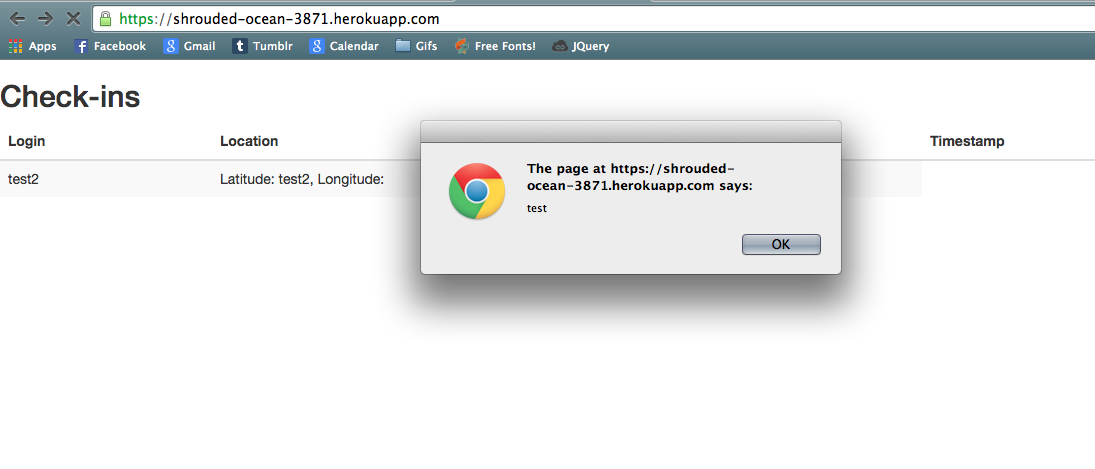 https://shrouded-ocean-3871.herokuapp.com
Apps Facebook Gmail Tumblr Calendar Gifs Free Fonts! JQuery
Check-ins
Login Location Timestamp
test2 Latitude: test2, Longitude:
The page at https://shrouded-
ocean-3871.herokuapp.com says:
test
OK